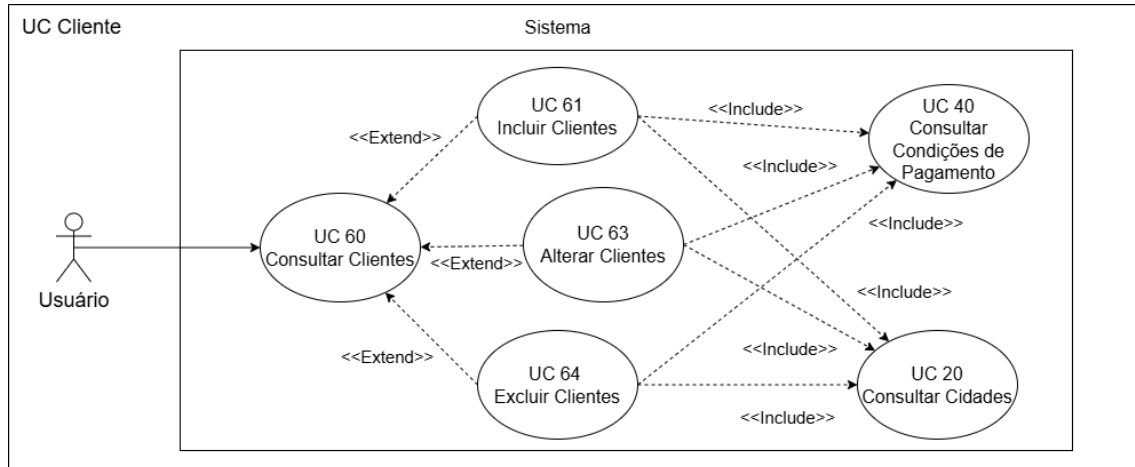 UC Cliente
Sistema
UC 61
Incluir Clientes
<<Include>>
UC 40
Consultar
Condições de
Pagamento
<<Extend>>
<<Include>>
<<Include>>
UC 60
Consultar Clientes
UC 63
Alterar Clientes
<<Extend>>
Usuário
<<Include>>
<<Extend>>
<<Include>>
UC 64
Excluir Clientes
UC 20
Consultar Cidades
<<Include>>